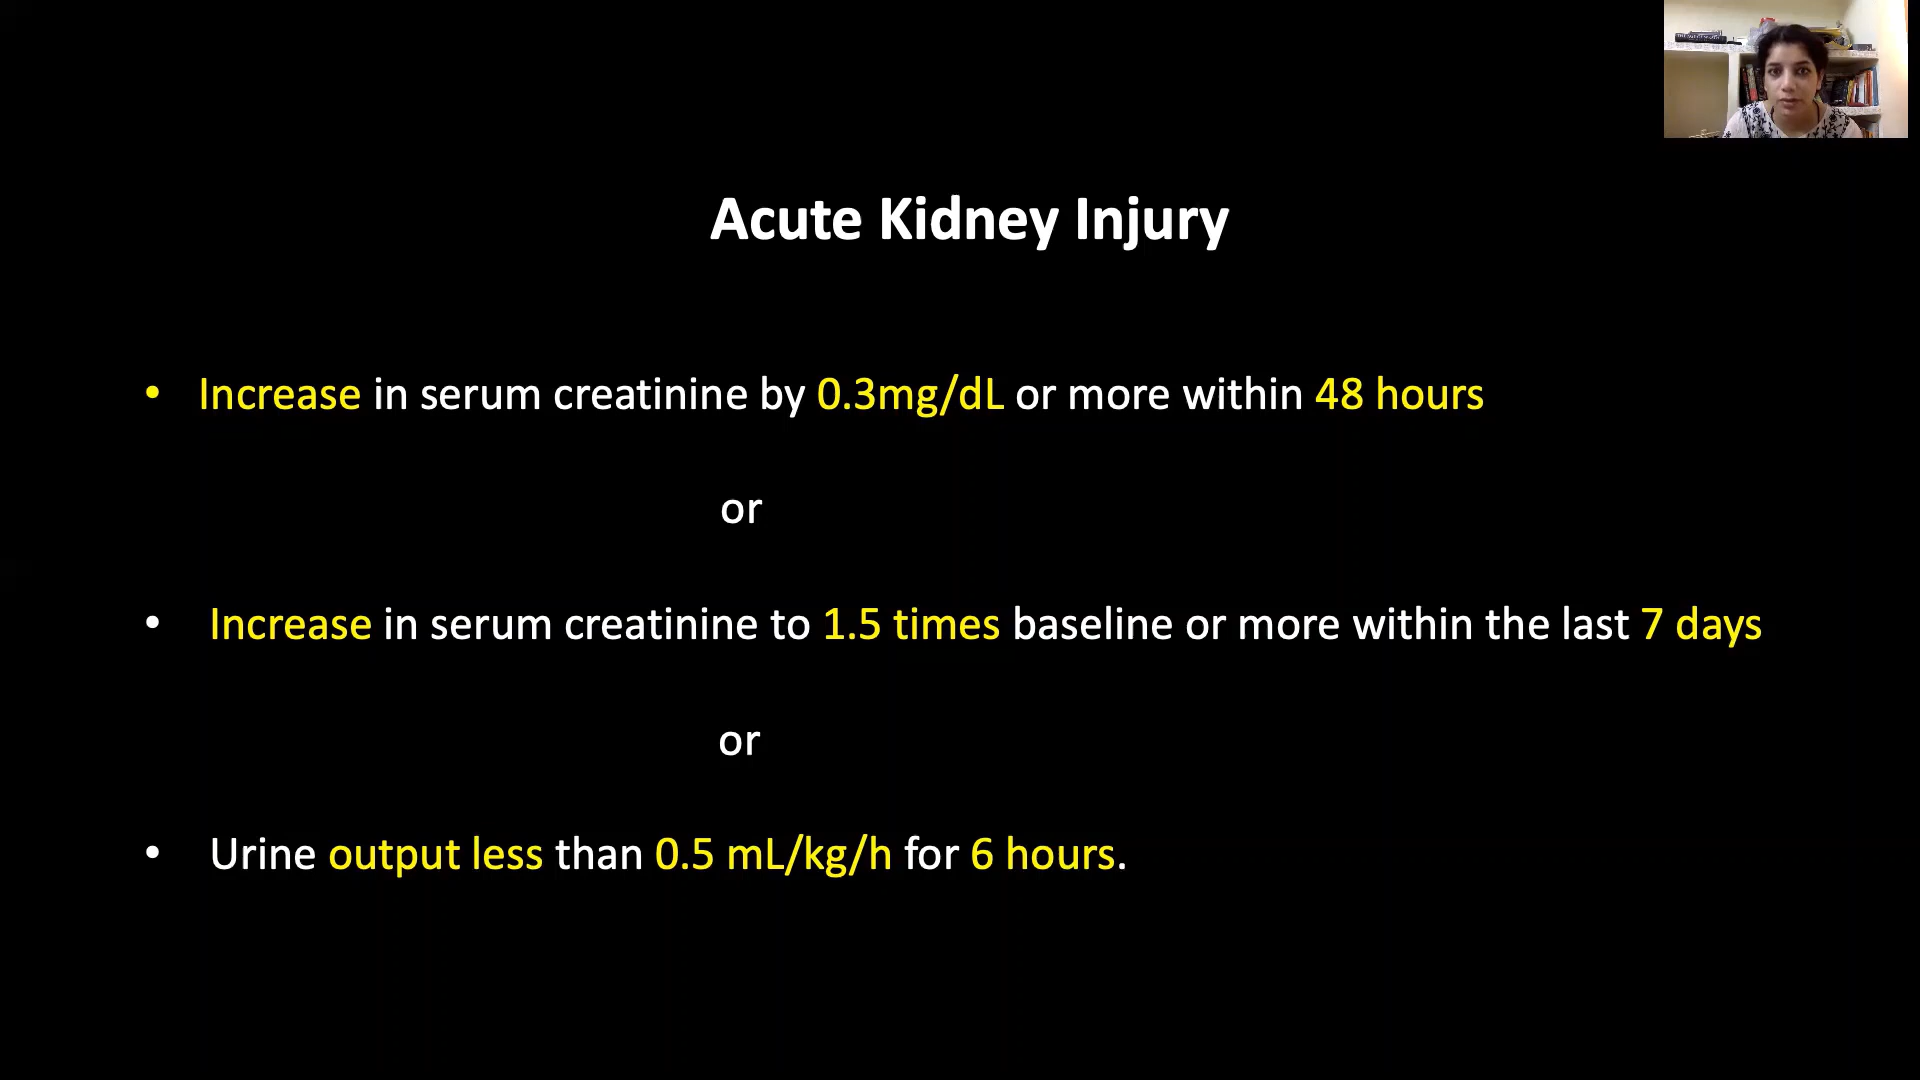 Acute Kidney Injury
• Increase in serum creatinine by 0.3mg/dL or more within 48 hours
or
• Increase in serum creatinine to 1.5 times baseline or more within the last 7 days
or
• Urine output less than 0.5 mL/kg/h for 6 hours.